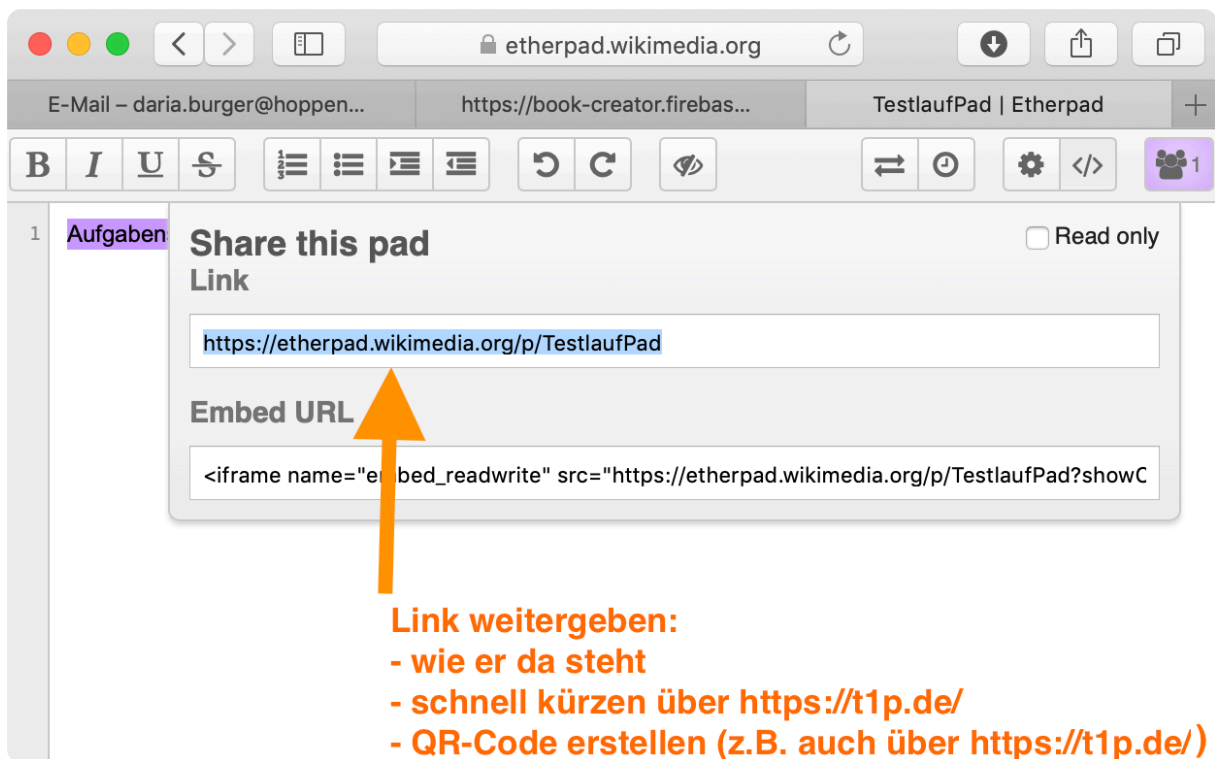 etherpad.wikimedia.org
E-Mail – daria.burger@hoppen...
https://book-creator.firebas...
TestlaufPad | Etherpad
B I U S
1
1 Aufgaben
Share this pad
Read only
Link
https://etherpad.wikimedia.org/p/TestlaufPad
Embed URL
<iframe name="embed_readwrite" src="https://etherpad.wikimedia.org/p/TestlaufPad?showC
Link weitergeben:
- wie er da steht
- schnell kürzen über https://t1p.de/
- QR-Code erstellen (z.B. auch über https://t1p.de/)